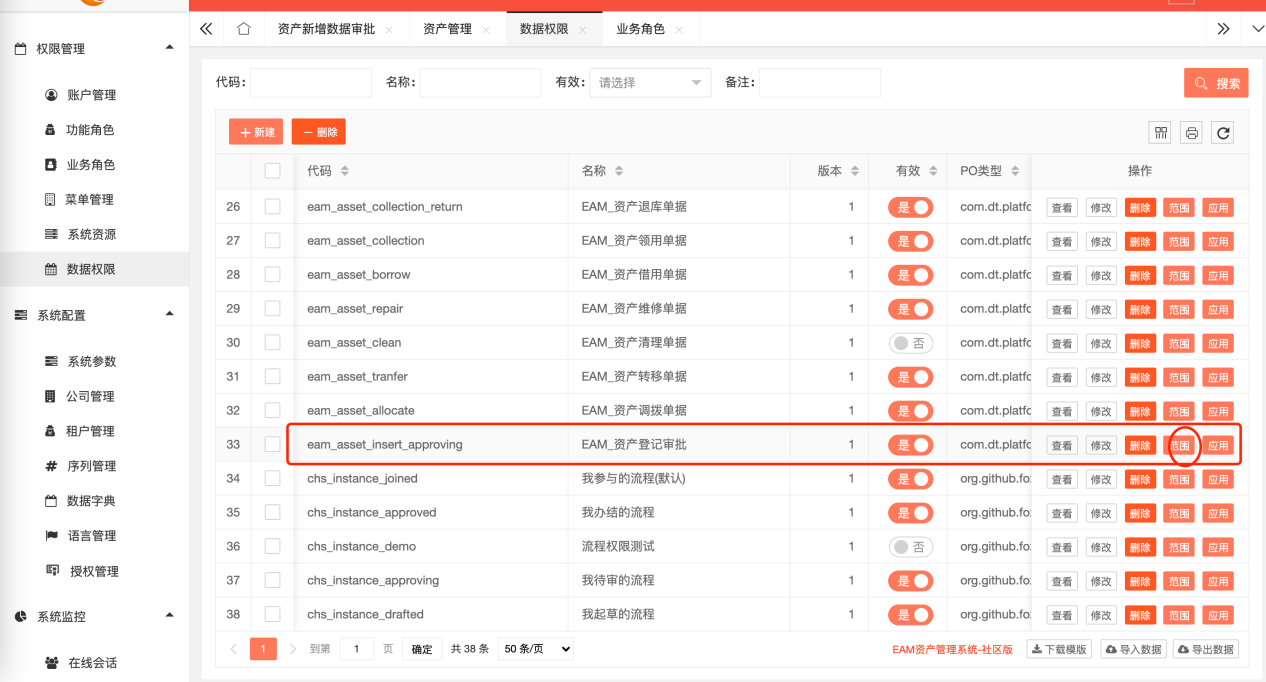 资产新增数据审批 资产管理 数据权限 业务角色
权限管理
账户管理
功能角色
业务角色
菜单管理
系统资源
数据权限
系统配置
系统参数
公司管理
租户管理
序列管理
数据字典
语言管理
授权管理
系统监控
在线会话
代码: 名称: 有效: 请选择 备注: 搜索
新建 删除
代码 名称 版本 有效 PO类型 操作
26 eam_asset_collection_return EAM_资产退库单据 1 是 com.dt.platfo 查看 修改 删除 范围 应用
27 eam_asset_collection EAM_资产领用单据 1 是 com.dt.platfo 查看 修改 删除 范围 应用
28 eam_asset_borrow EAM_资产借用单据 1 是 com.dt.platfo 查看 修改 删除 范围 应用
29 eam_asset_repair EAM_资产维修单据 1 是 com.dt.platfo 查看 修改 删除 范围 应用
30 eam_asset_clean EAM_资产清理单据 1 否 com.dt.platfo 查看 修改 删除 范围 应用
31 eam_asset_tranfer EAM_资产转移单据 1 是 com.dt.platfo 查看 修改 删除 范围 应用
32 eam_asset_allocate EAM_资产调拨单据 1 是 com.dt.platfo 查看 修改 删除 范围 应用
33 eam_asset_insert_approving EAM_资产登记审批 1 是 com.dt.platfo 查看 修改 删除 范围 应用
34 chs_instance_joined 我参与的流程(默认) 1 是 org.github.fo 查看 修改 删除 范围 应用
35 chs_instance_approved 我办结的流程 1 是 org.github.fo 查看 修改 删除 范围 应用
36 chs_instance_demo 流程权限测试 1 否 org.github.fo 查看 修改 删除 范围 应用
37 chs_instance_approving 我待审的流程 1 是 org.github.fo 查看 修改 删除 范围 应用
38 chs_instance_drafted 我起草的流程 1 是 org.github.fo 查看 修改 删除 范围 应用
1 到第 1 页 确定 共 38 条 50 条/页 EAM资产管理系统-社区版 下载模版 导入数据 导出数据